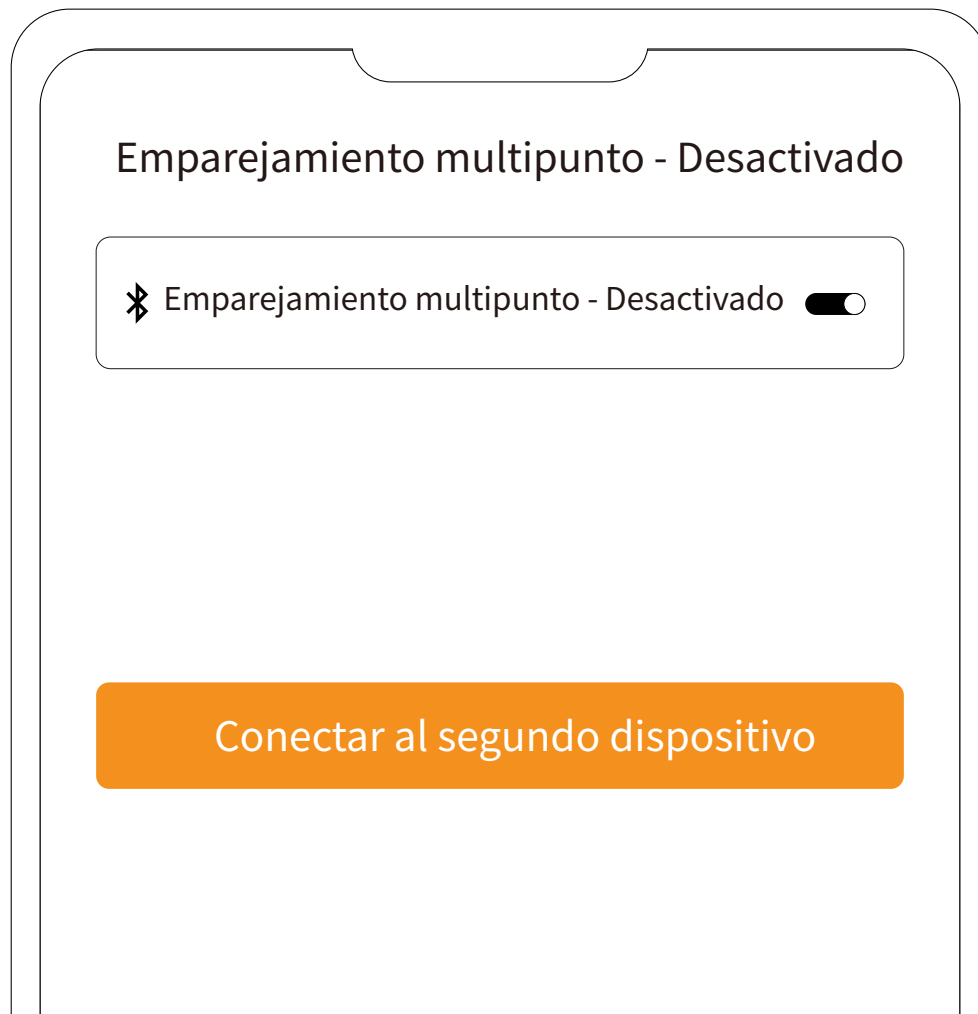 Emparejamiento multipunto - Desactivado
Emparejamiento multipunto - Desactivado
Conectar al segundo dispositivo